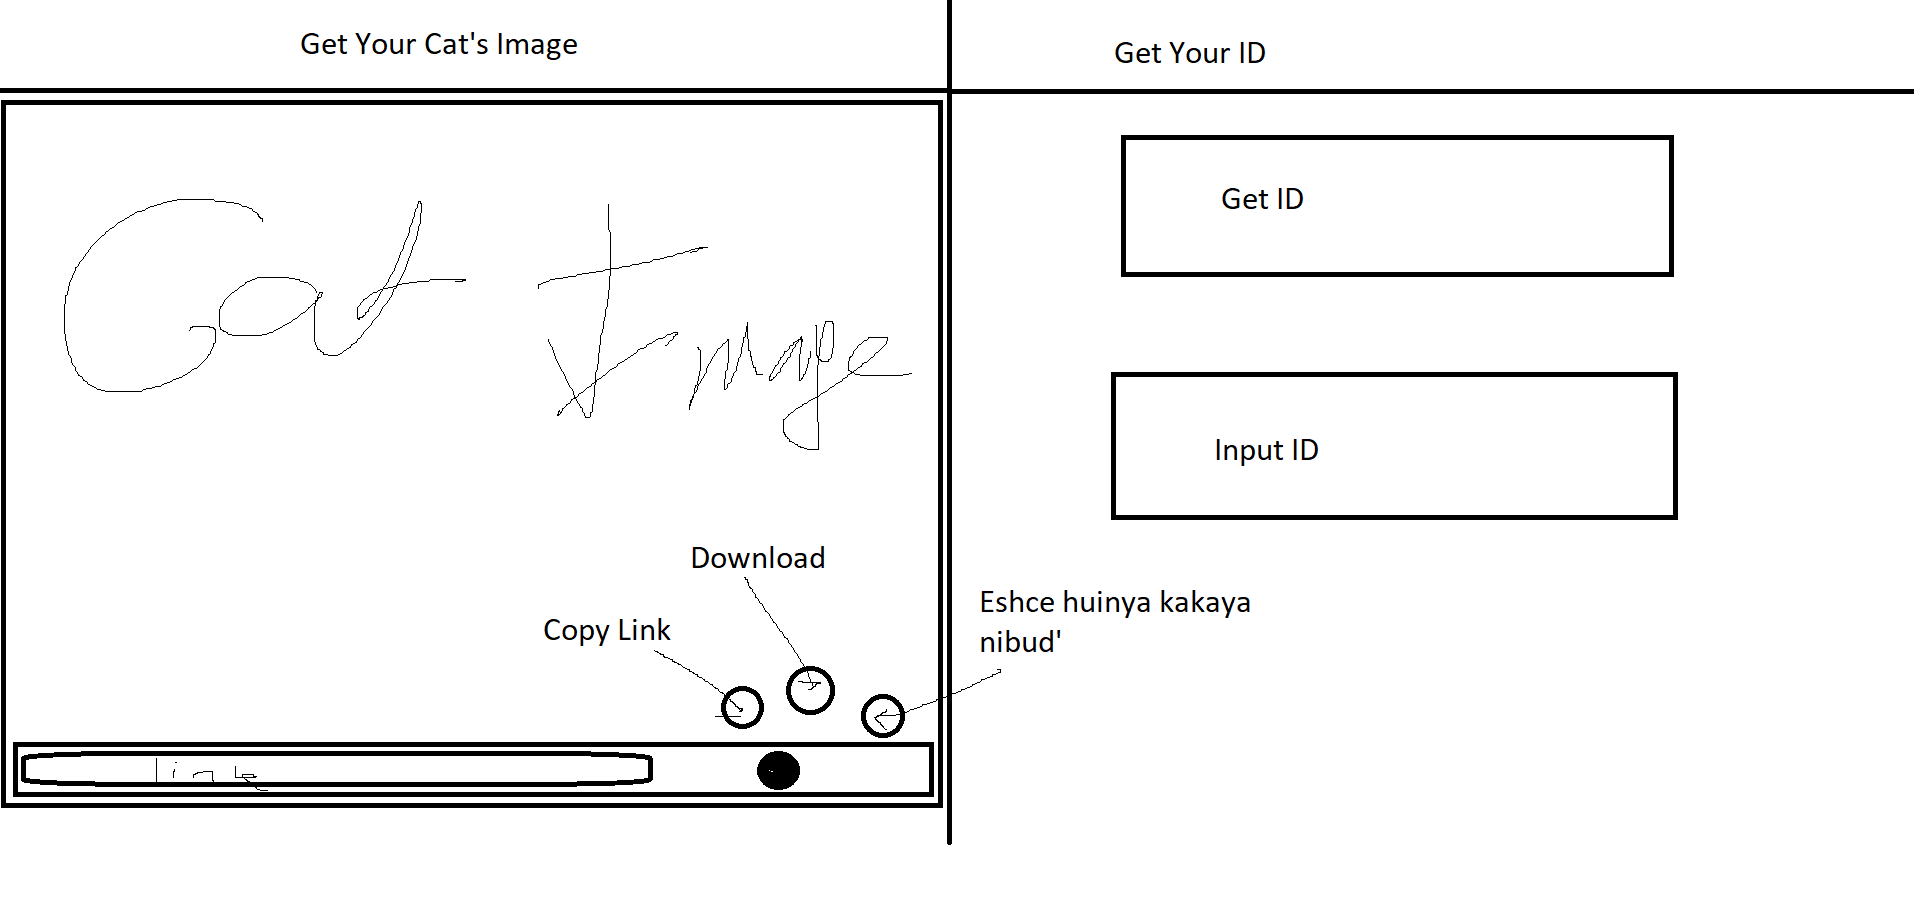 Get Your Cat's Image
Get Your ID
Cat Image
Get ID
Input ID
Download
Copy Link
Eshce huinya kakaya
nibud'
link